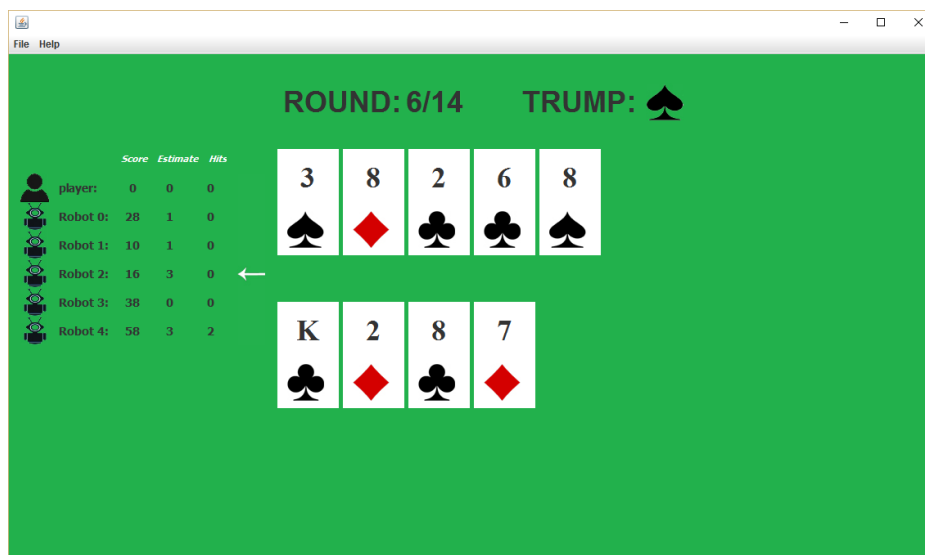 File Help
ROUND: 6/14 TRUMP:
Score Estimate Hits
player: 0 0 0
Robot 0: 28 1 0
Robot 1: 10 1 0
Robot 2: 16 3 0
Robot 3: 38 0 0
Robot 4: 58 3 2
3 8 2 6 8
K 2 8 7